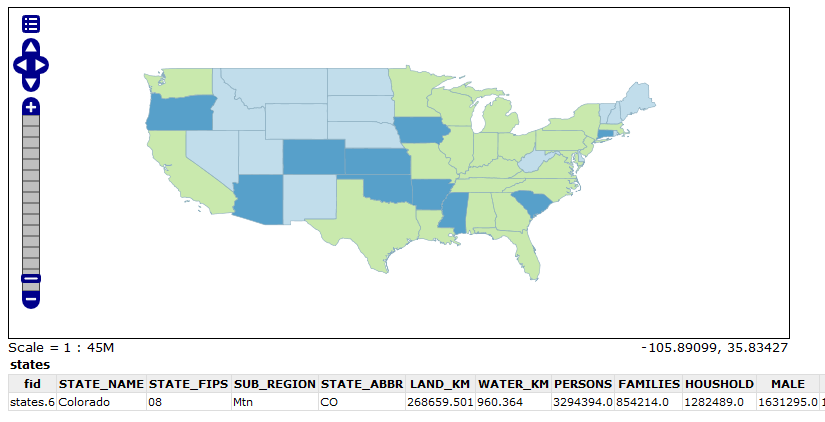 Scale = 1 : 45M -105.89099, 35.83427
states
fid STATE_NAME STATE_FIPS SUB_REGION STATE_ABBR LAND_KM WATER_KM PERSONS FAMILIES HOUSHOLD MALE
states.6 Colorado 08 Mtn CO 268659.501 960.364 3294394.0 854214.0 1282489.0 1631295.0